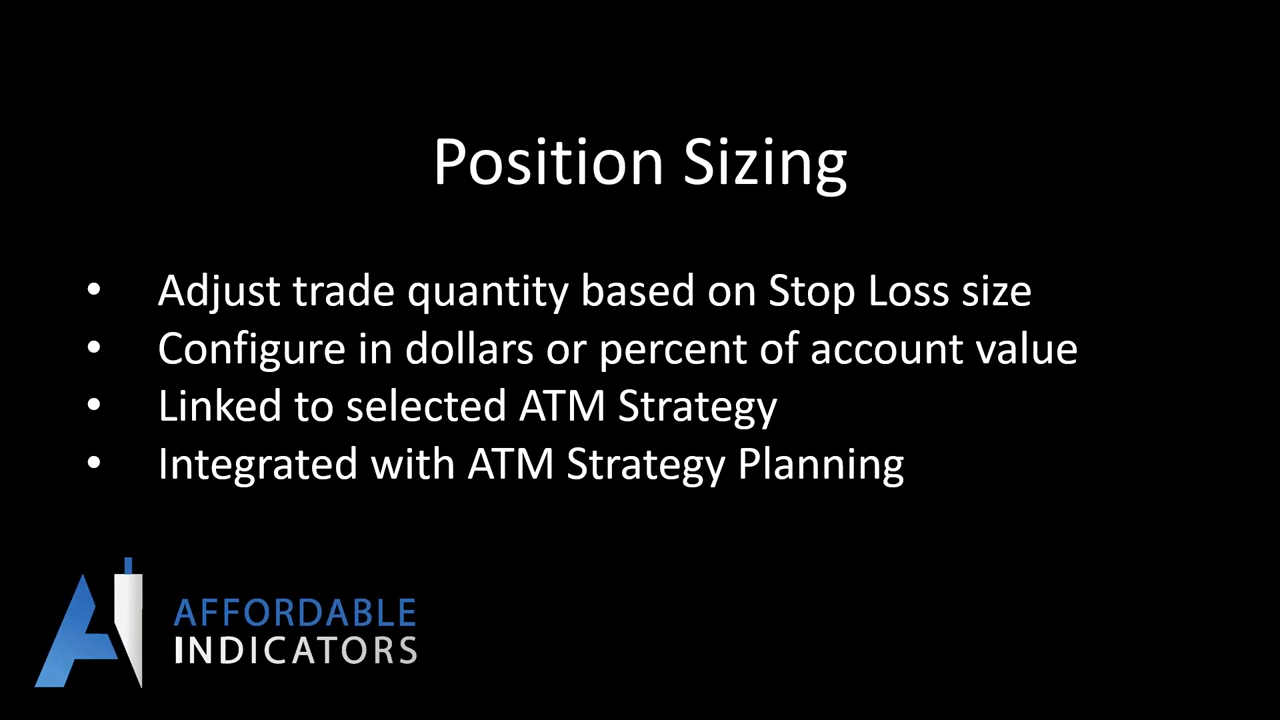 Position Sizing
• Adjust trade quantity based on Stop Loss size
• Configure in dollars or percent of account value
• Linked to selected ATM Strategy
• Integrated with ATM Strategy Planning
AFFORDABLE
INDICATORS